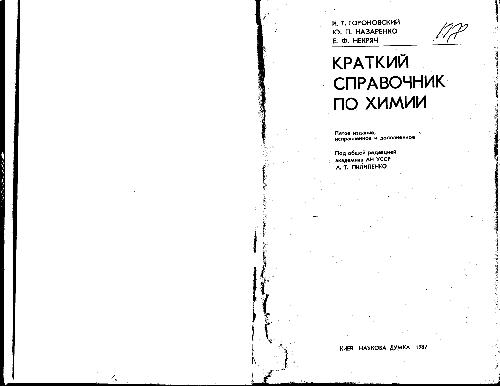 И. Т. ГОРОНОВСКИЙ
Ю. П. НАЗАРЕНКО
Е. Ф. НЕКРЯЧ
КРАТКИЙ
СПРАВОЧНИК
ПО ХИМИИ
Пятое издание,
исправленное и дополненное
Под общей редакцией
академика АН УССР
А. Т. ПИЛИПЕНКО
КИЕВ НАУКОВА ДУМКА 1987